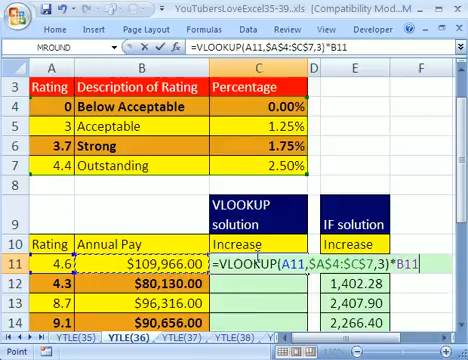 YouTubersLoveExcel35-39.xls [Compatibility Mod...
Home Insert Page Layout Formulas Data Review View Developer
MROUND =VLOOKUP(A11,$A$4:$C$7,3)*B11
A B C D E F
3 Rating Description of Rating Percentage
4 0 Below Acceptable 0.00%
5 3 Acceptable 1.25%
6 3.7 Strong 1.75%
7 4.4 Outstanding 2.50%
8
VLOOKUP
9 solution IF solution
10 Rating Annual Pay Increase Increase
11 4.6 $109,966.00 =VLOOKUP(A11,$A$4:$C$7,3)*B11
12 4.3 $80,130.00 1,402.28
13 8.7 $96,316.00 2,407.90
14 9.1 $90,656.00 2,266.40
YTLE(35) YTLE(36) YTLE(37) YTLE(38)
Point 130%